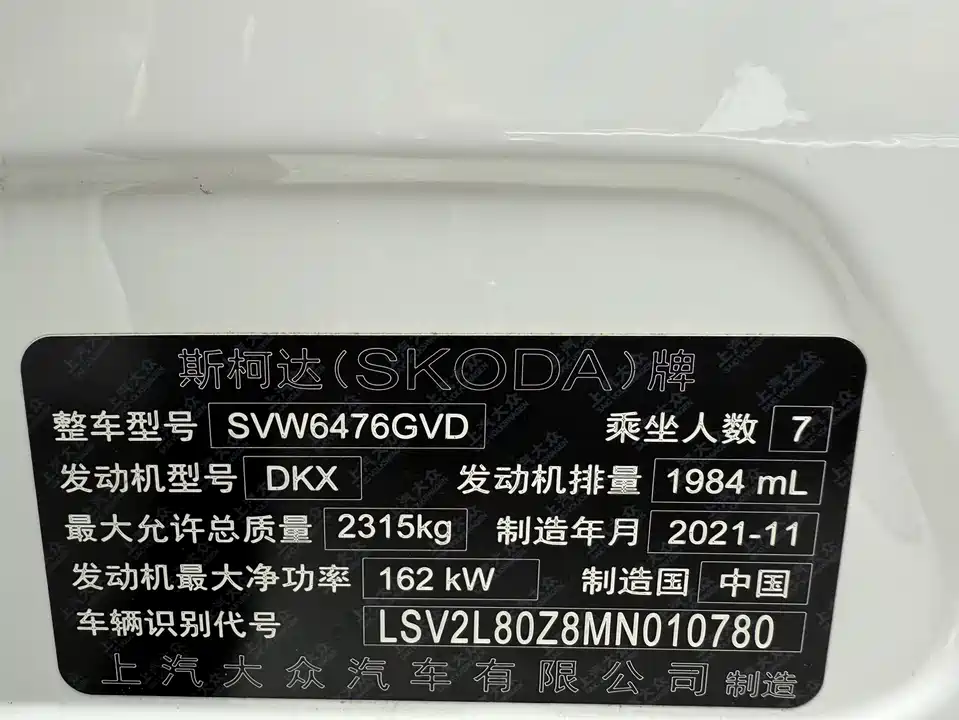 斯柯达(SKODA)牌
整车型号 SVW6476GVD 乘坐人数 7
发动机型号 DKX 发动机排量 1984 mL
最大允许总质量 2315kg 制造年月 2021-11
发动机最大净功率 162 kW 制造国 中国
车辆识别代号 LSV2L80Z8MN010780
上汽大众汽车有限公司 制造